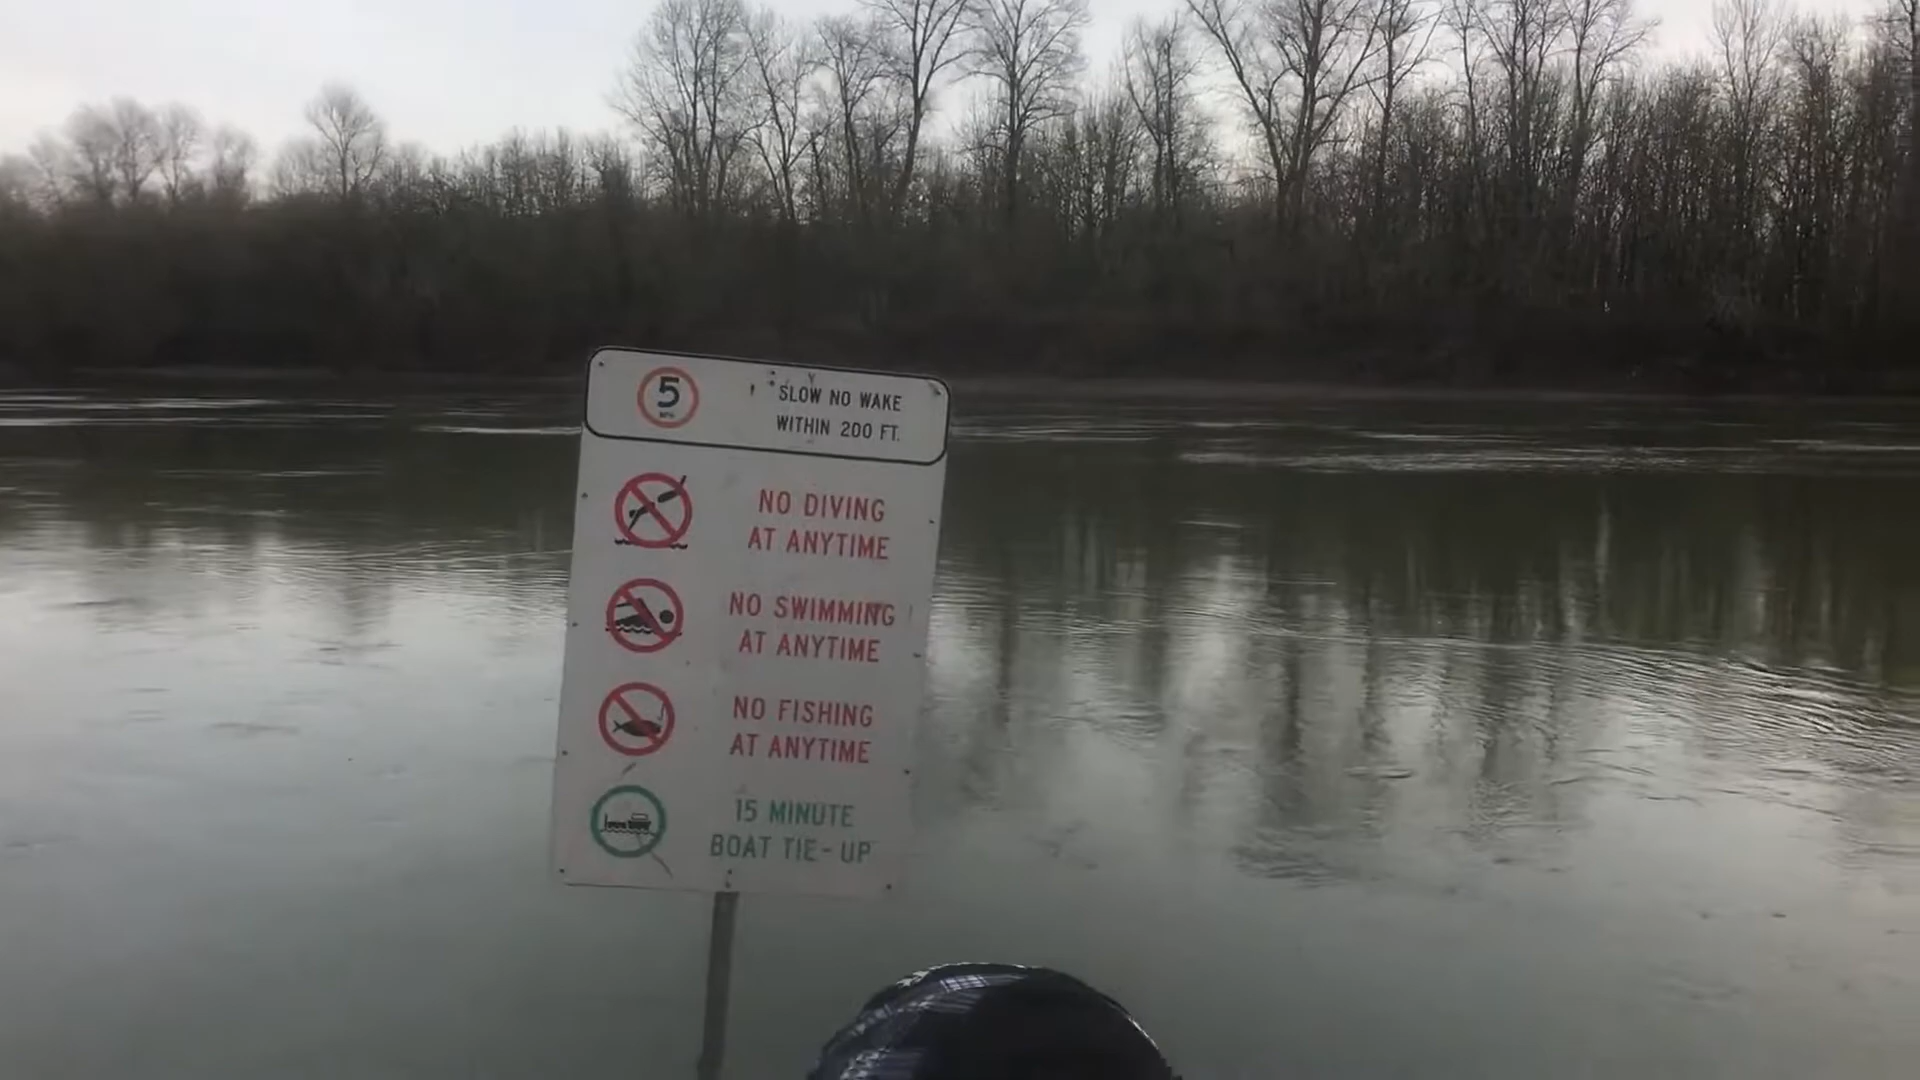 5
MPH
SLOW NO WAKE
WITHIN 200 FT.
NO DIVING
AT ANYTIME
NO SWIMMING
AT ANYTIME
NO FISHING
AT ANYTIME
15 MINUTE
BOAT TIE-UP